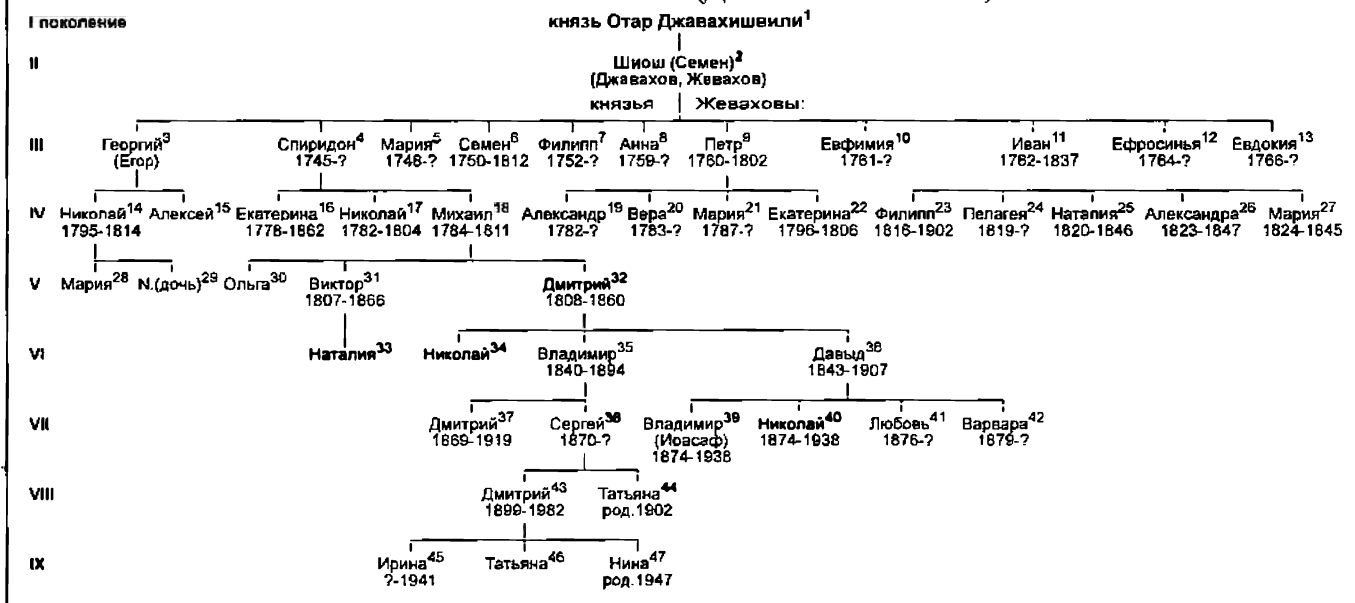 I поколение князь Отар Джавахишвили1
II Шиош (Семен)2
(Джавахов, Жевахов)
князья Жеваховы:
III Георгий3 Спиридон4 Мария5 Семен6 Филипп7 Анна8 Петр9 Евфимия10 Иван11 Ефросинья12 Евдокия13
(Егор) 1745-? 1748-? 1750-1812 1752-? 1759-? 1760-1802 1761-? 1762-1837 1764-? 1766-?
IV Николай14 Алексей15 Екатерина16 Николай17 Михаил18 Александр19 Вера20 Мария21 Екатерина22 Филипп23 Пелагея24 Наталия25 Александра26 Мария27
1795-1814 1778-1862 1782-1804 1784-1811 1782-? 1783-? 1787-? 1796-1806 1816-1902 1819-? 1820-1846 1823-1847 1824-1845
V Мария28 N.(дочь)29 Ольга30 Виктор31 Дмитрий32
1807-1866 1808-1860
VI Наталия33 Николай34 Владимир35 Давыд36
1840-1894 1843-1907
VII Дмитрий37 Сергей38 Владимир39 Николай40 Любовь41 Варвара42
1869-1919 1870-? (Иоасаф) 1874-1938 1876-? 1879-?
1874-1938
VIII Дмитрий43 Татьяна44
1899-1982 род.1902
IX Ирина45 Татьяна46 Нина47
?-1941 род.1947